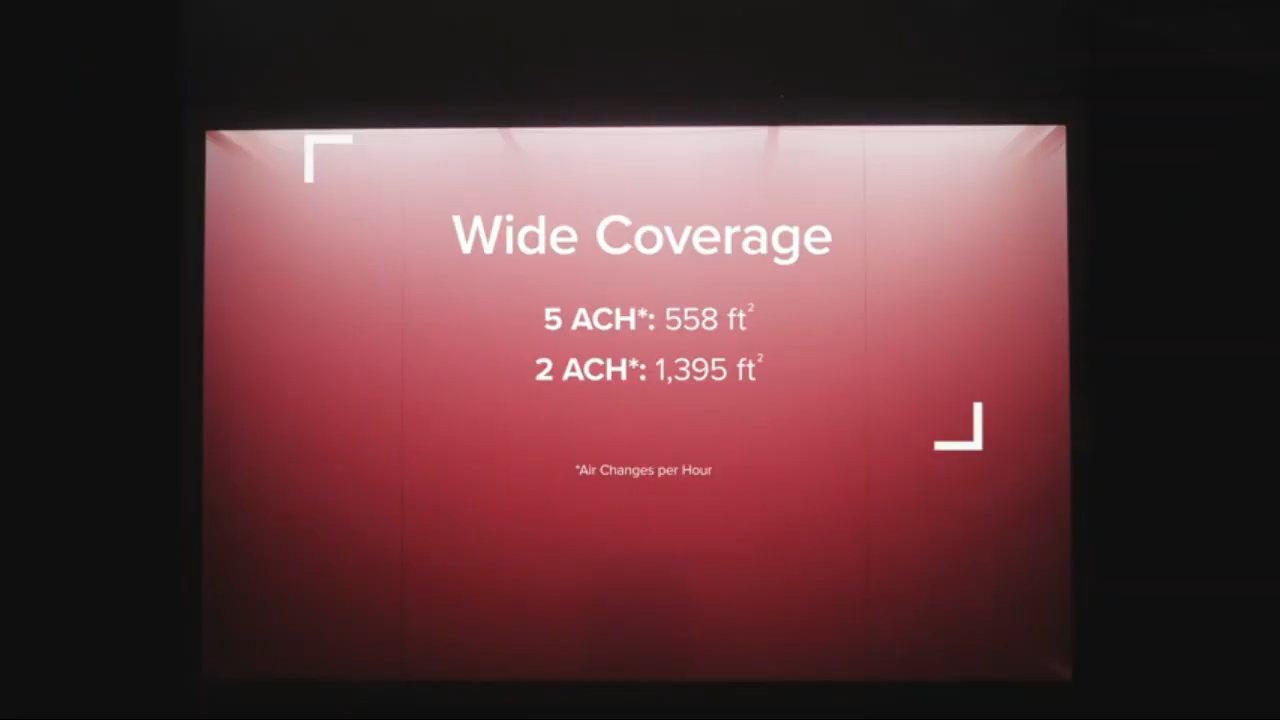 Wide Coverage
5 ACH*: 558 ft²
2 ACH*: 1,395 ft²
*Air Changes per Hour